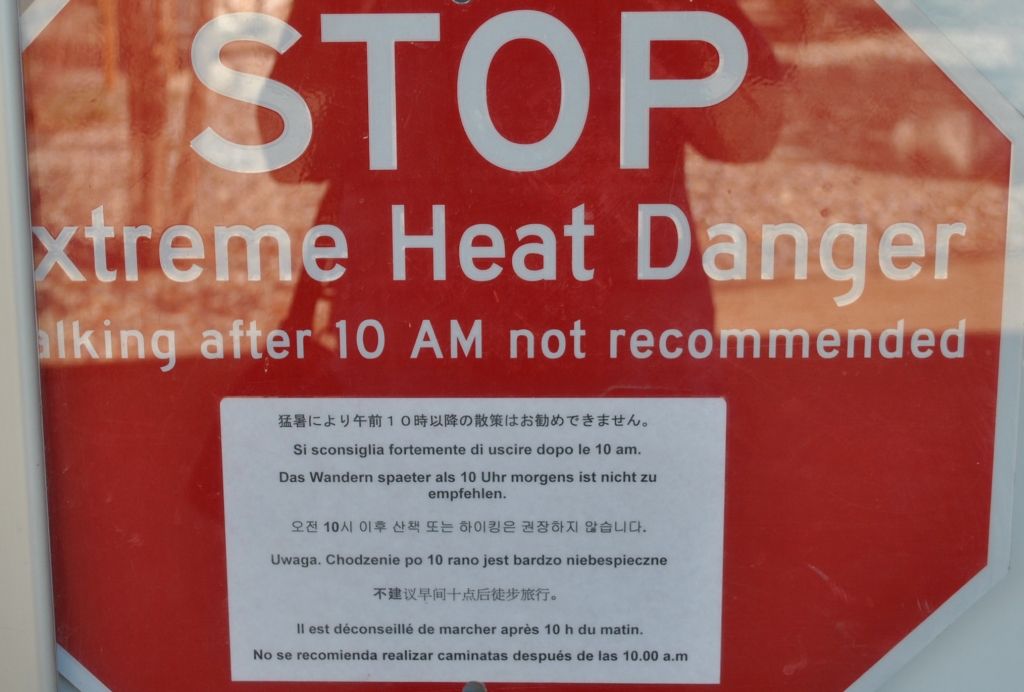 STOP
xtreme Heat Danger
alking after 10 AM not recommended
猛暑により午前１０時以降の散策はお勧めできません。
Si sconsiglia fortemente di uscire dopo le 10 am.
Das Wandern spaeter als 10 Uhr morgens ist nicht zu
empfehlen.
오전 10시 이후 산책 또는 하이킹은 권장하지 않습니다.
Uwaga. Chodzenie po 10 rano jest bardzo niebespieczne
不建议早间十点后徒步旅行。
Il est déconseillé de marcher après 10 h du matin.
No se recomienda realizar caminatas después de las 10.00 a.m